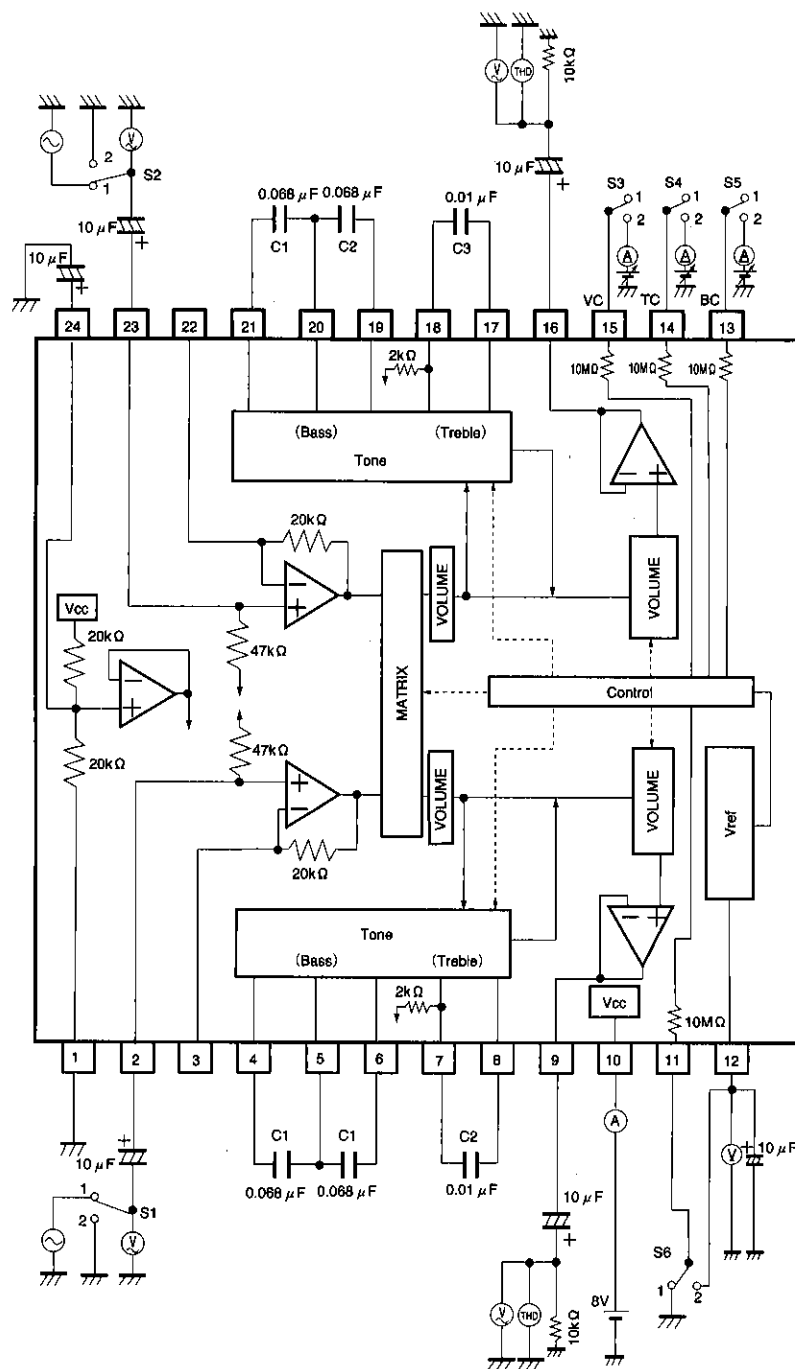 10kΩ
V
THD
2
1
S2
V
10 μF
+
0.068 μF
0.068 μF
C1
C2
0.01 μF
C3
10 μF
+
S3
1
2
S4
1
2
S5
1
2
A
A
A
10 μF
+
VC
TC
BC
24
23
22
21
20
19
18
17
16
15
14
13
2kΩ
10MΩ
10MΩ
10MΩ
(Bass)
(Treble)
Tone
20kΩ
−
+
−
+
VOLUME
VOLUME
Vcc
20kΩ
47kΩ
−
+
MATRIX
Control
20kΩ
47kΩ
+
−
VOLUME
VOLUME
Vref
20kΩ
Tone
(Bass)
(Treble)
−
+
2kΩ
Vcc
10MΩ
1
2
3
4
5
6
7
8
9
10
11
12
+
10 μF
C1
C1
0.068 μF
0.068 μF
C2
0.01 μF
A
V
+
10 μF
1
2
S1
V
10 μF
+
V
THD
10kΩ
8V
S6
1
2